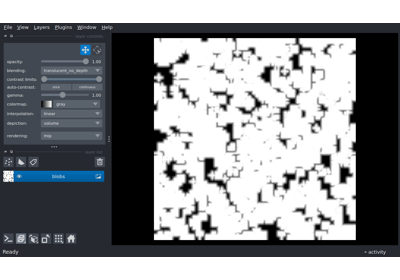 File View Layers Plugins Window Help
opacity: 1.00
blending: translucent_no_depth
contrast limits:
auto-contrast: once continuous
gamma: 1.00
colormap: gray
interpolation: linear
depiction: volume
rendering: mip
blobs
Ready
activity